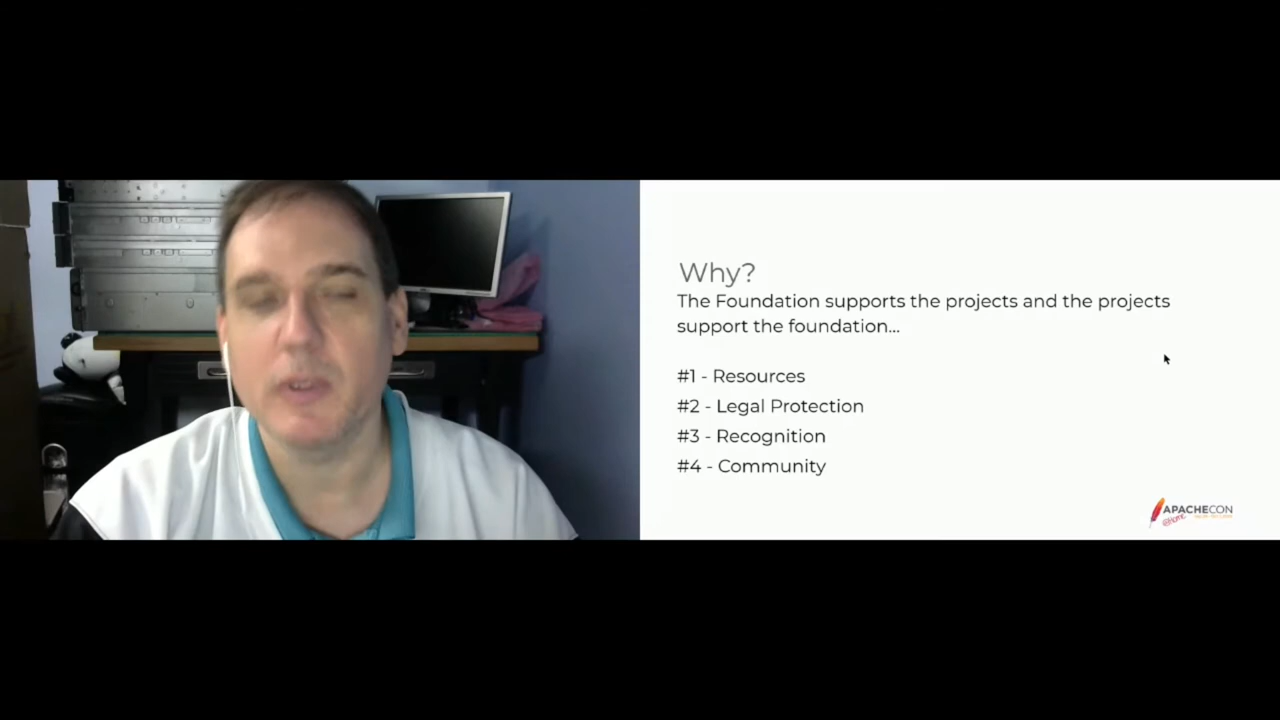 Why?
The Foundation supports the projects and the projects
support the foundation...
#1 - Resources
#2 - Legal Protection
#3 - Recognition
#4 - Community
APACHECON
@Home